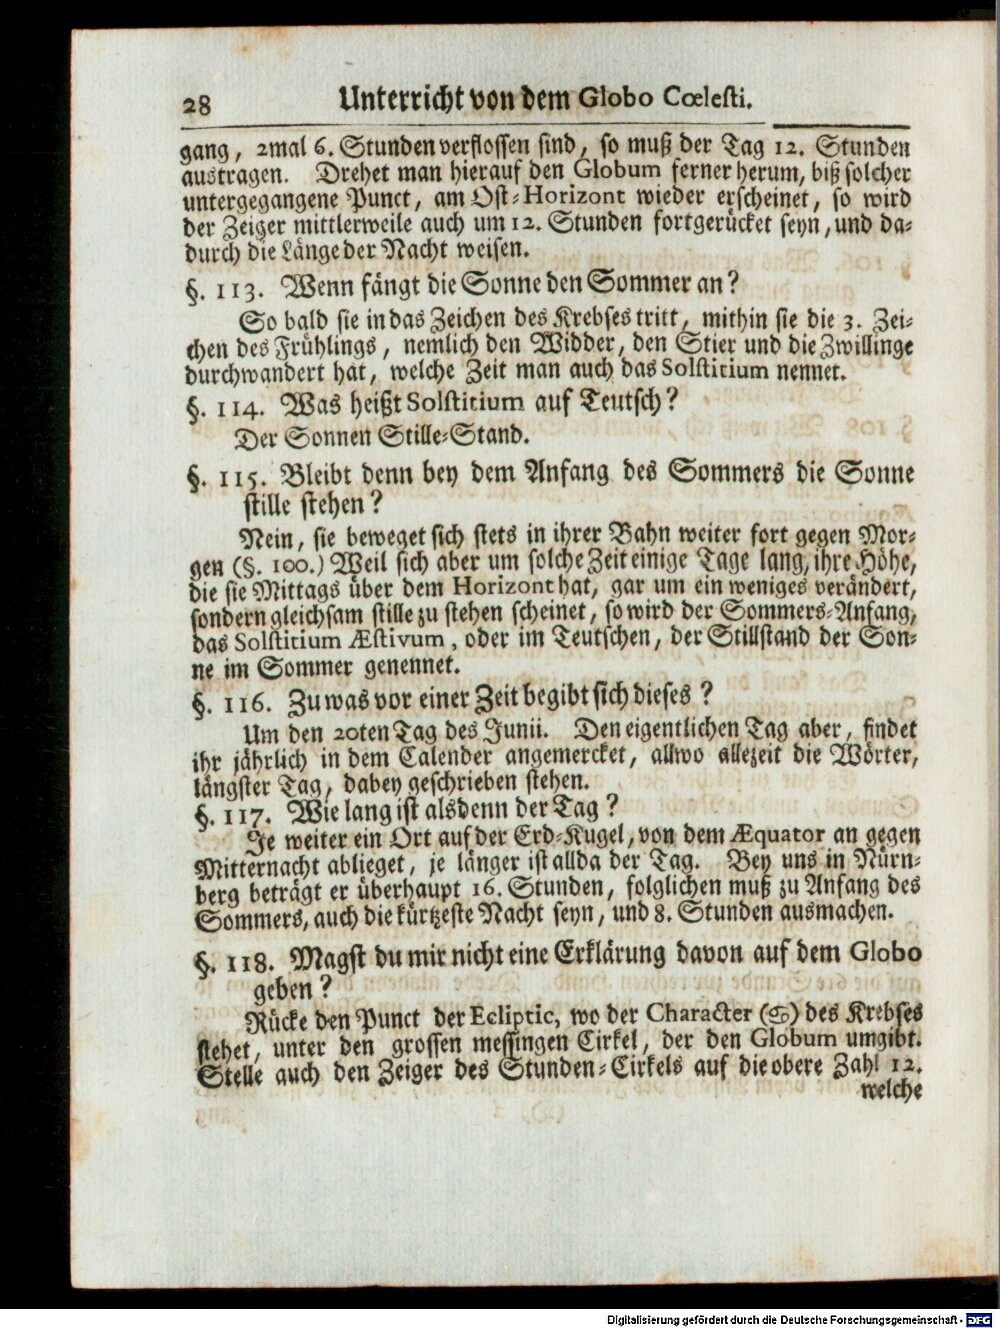 28 Unterricht von dem Globo Cœlesti.
gang, 2mal 6. Stunden verflossen sind, so muß der Tag 12. Stunden
austragen. Drehet man hierauf den Globum ferner herum, biß solcher
untergegangene Punct, am Ost-Horizont wieder erscheinet, so wird
der Zeiger mittlerweile auch um 12. Stunden fortgerücket seyn, und da-
durch die Länge der Nacht weisen.
§. 113. Wenn fängt die Sonne den Sommer an?
So bald sie in das Zeichen des Krebses tritt, mithin sie die 3. Zei-
chen des Frühlings, nemlich den Widder, den Stier und die Zwillinge
durchwandert hat, welche Zeit man auch das Solstitium nennet.
§. 114. Was heißt Solstitium auf Teutsch?
Der Sonnen Stille-Stand.
§. 115. Bleibt denn bey dem Anfang des Sommers die Sonne
stille stehen?
Nein, sie beweget sich stets in ihrer Bahn weiter fort gegen Mor-
gen (§. 100.) Weil sich aber um solche Zeit einige Tage lang, ihre Höhe,
die sie Mittags über dem Horizont hat, gar um ein weniges verändert,
sondern gleichsam stille zu stehen scheinet, so wird der Sommers-Anfang,
das Solstitium Æstivum, oder im Teutschen, der Stillstand der Son-
ne im Sommer genennet.
§. 116. Zu was vor einer Zeit begibt sich dieses?
Um den 20ten Tag des Junii. Den eigentlichen Tag aber, findet
ihr jährlich in dem Calender angemercket, allwo allezeit die Wörter,
längster Tag, dabey geschrieben stehen.
§. 117. Wie lang ist alsdenn der Tag?
Je weiter ein Ort auf der Erd-Kugel, von dem Æquator an gegen
Mitternacht ablieget, je länger ist allda der Tag. Bey uns in Nürn-
berg beträgt er überhaupt 16. Stunden, folglichen muß zu Anfang des
Sommers, auch die kürtzeste Nacht seyn, und 8. Stunden ausmachen.
§. 118. Magst du mir nicht eine Erklärung davon auf dem Globo
geben?
Rücke den Punct der Ecliptic, wo der Character (♋) des Krebses
stehet, unter den grossen messingen Cirkel, der den Globum umgibt.
Stelle auch den Zeiger des Stunden-Cirkels auf die obere Zahl 12.
welche
Digitalisierung gefördert durch die Deutsche Forschungsgemeinschaft - DFG